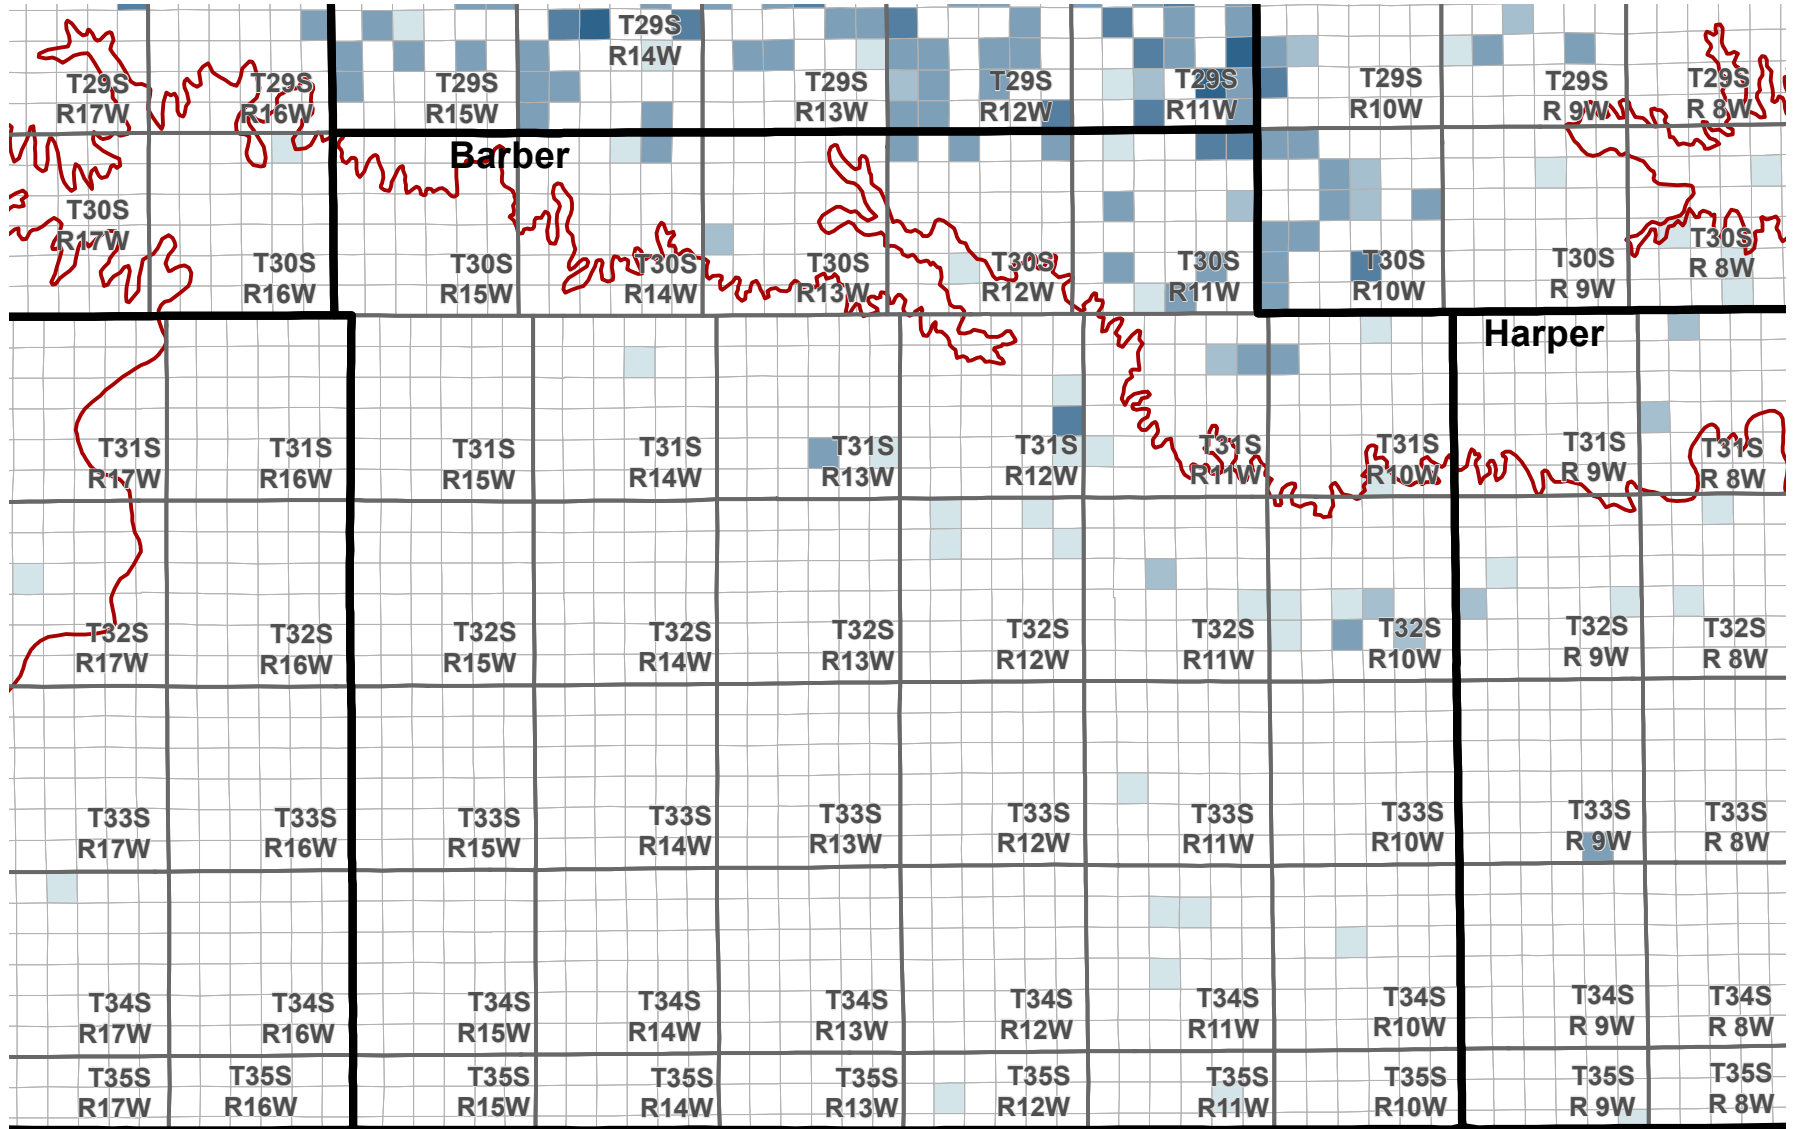 T29S
R14W
T29S
R17W
T29S
R16W
T29S
R15W
T29S
R13W
T29S
R12W
T29S
R11W
T29S
R10W
T29S
R 9W
T29S
R 8W
Barber
T30S
R17W
T30S
R16W
T30S
R15W
T30S
R14W
T30S
R13W
T30S
R12W
T30S
R11W
T30S
R10W
T30S
R 9W
T30S
R 8W
Harper
T31S
R17W
T31S
R16W
T31S
R15W
T31S
R14W
T31S
R13W
T31S
R12W
T31S
R11W
T31S
R10W
T31S
R 9W
T31S
R 8W
T32S
R17W
T32S
R16W
T32S
R15W
T32S
R14W
T32S
R13W
T32S
R12W
T32S
R11W
T32S
R10W
T32S
R 9W
T32S
R 8W
T33S
R17W
T33S
R16W
T33S
R15W
T33S
R14W
T33S
R13W
T33S
R12W
T33S
R11W
T33S
R10W
T33S
R 9W
T33S
R 8W
T34S
R17W
T34S
R16W
T34S
R15W
T34S
R14W
T34S
R13W
T34S
R12W
T34S
R11W
T34S
R10W
T34S
R 9W
T34S
R 8W
T35S
R17W
T35S
R16W
T35S
R15W
T35S
R14W
T35S
R13W
T35S
R12W
T35S
R11W
T35S
R10W
T35S
R 9W
T35S
R 8W